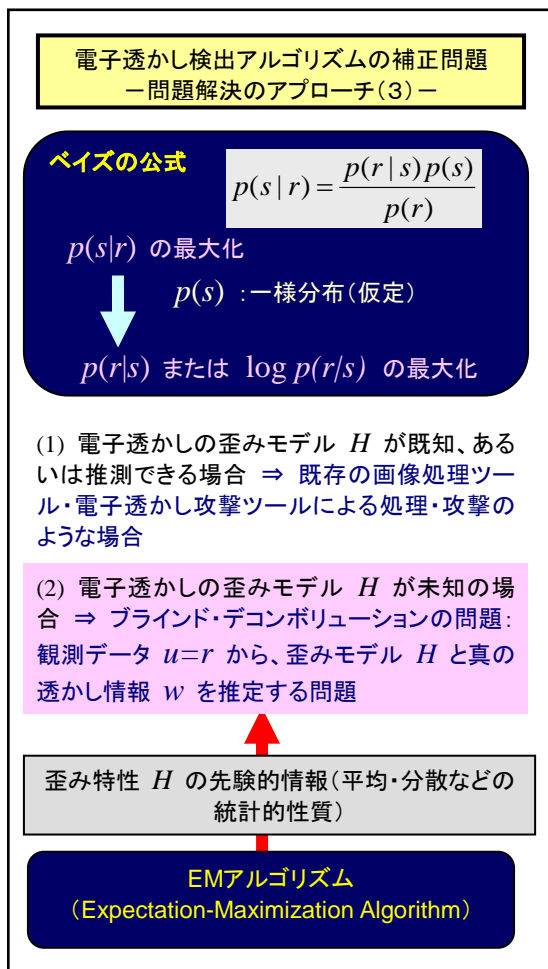 電子透かし検出アルゴリズムの補正問題
－問題解決のアプローチ（３）－
ベイズの公式
p(s | r) = p(r | s) p(s) / p(r)
p(s|r) の最大化
p(s) ：一様分布（仮定）
p(r|s) または log p(r/s) の最大化
(1) 電子透かしの歪みモデル H が既知、ある
いは推測できる場合 ⇒ 既存の画像処理ツー
ル・電子透かし攻撃ツールによる処理・攻撃の
ような場合
(2) 電子透かしの歪みモデル H が未知の場
合 ⇒ ブラインド・デコンボリューションの問題：
観測データ u=r から、歪みモデル H と真の
透かし情報 w を推定する問題
歪み特性 H の先験的情報（平均・分散などの
統計的性質）
EMアルゴリズム
（Expectation-Maximization Algorithm）